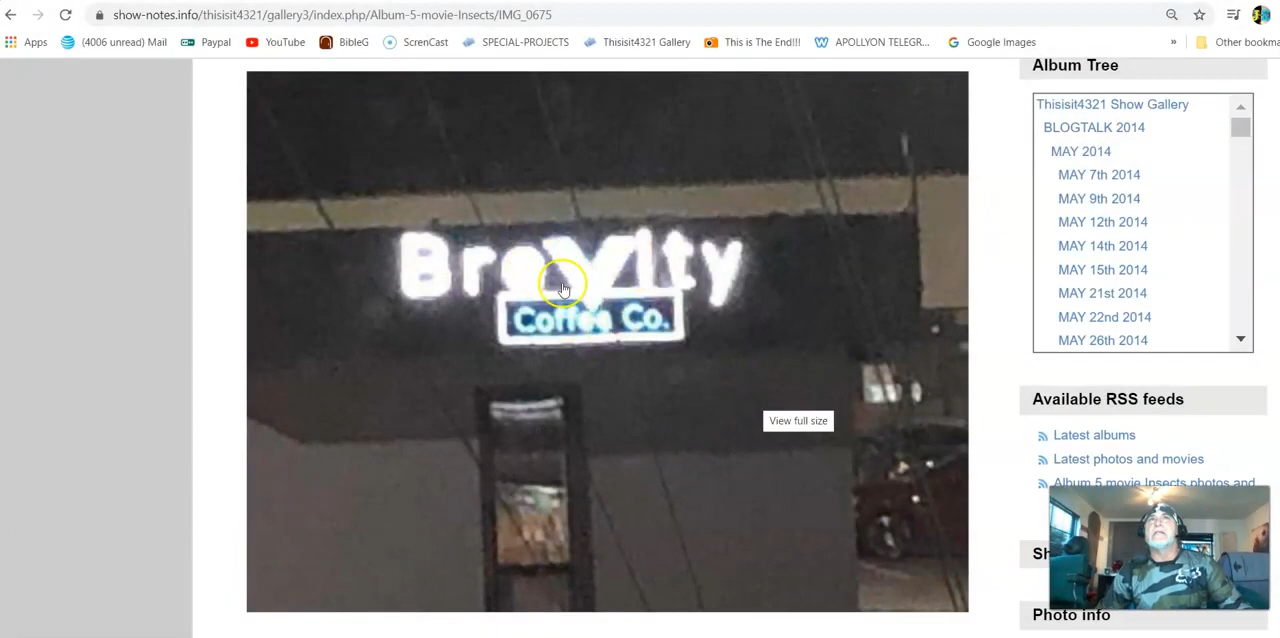 show-notes.info/thisisit4321/gallery3/index.php/Album-5-movie-Insects/IMG_0675
Apps (4006 unread) Mail Paypal YouTube BibleG ScrenCast SPECIAL-PROJECTS Thisisit4321 Gallery This is The End!!! APOLLYON TELEGR... Google Images » Other bookma
Brevity
Coffee Co.
View full size
Album Tree
Thisisit4321 Show Gallery
BLOGTALK 2014
MAY 2014
MAY 7th 2014
MAY 9th 2014
MAY 12th 2014
MAY 14th 2014
MAY 15th 2014
MAY 21st 2014
MAY 22nd 2014
MAY 26th 2014
Available RSS feeds
Latest albums
Latest photos and movies
Album 5 movie Insects photos and
Sh
Photo info